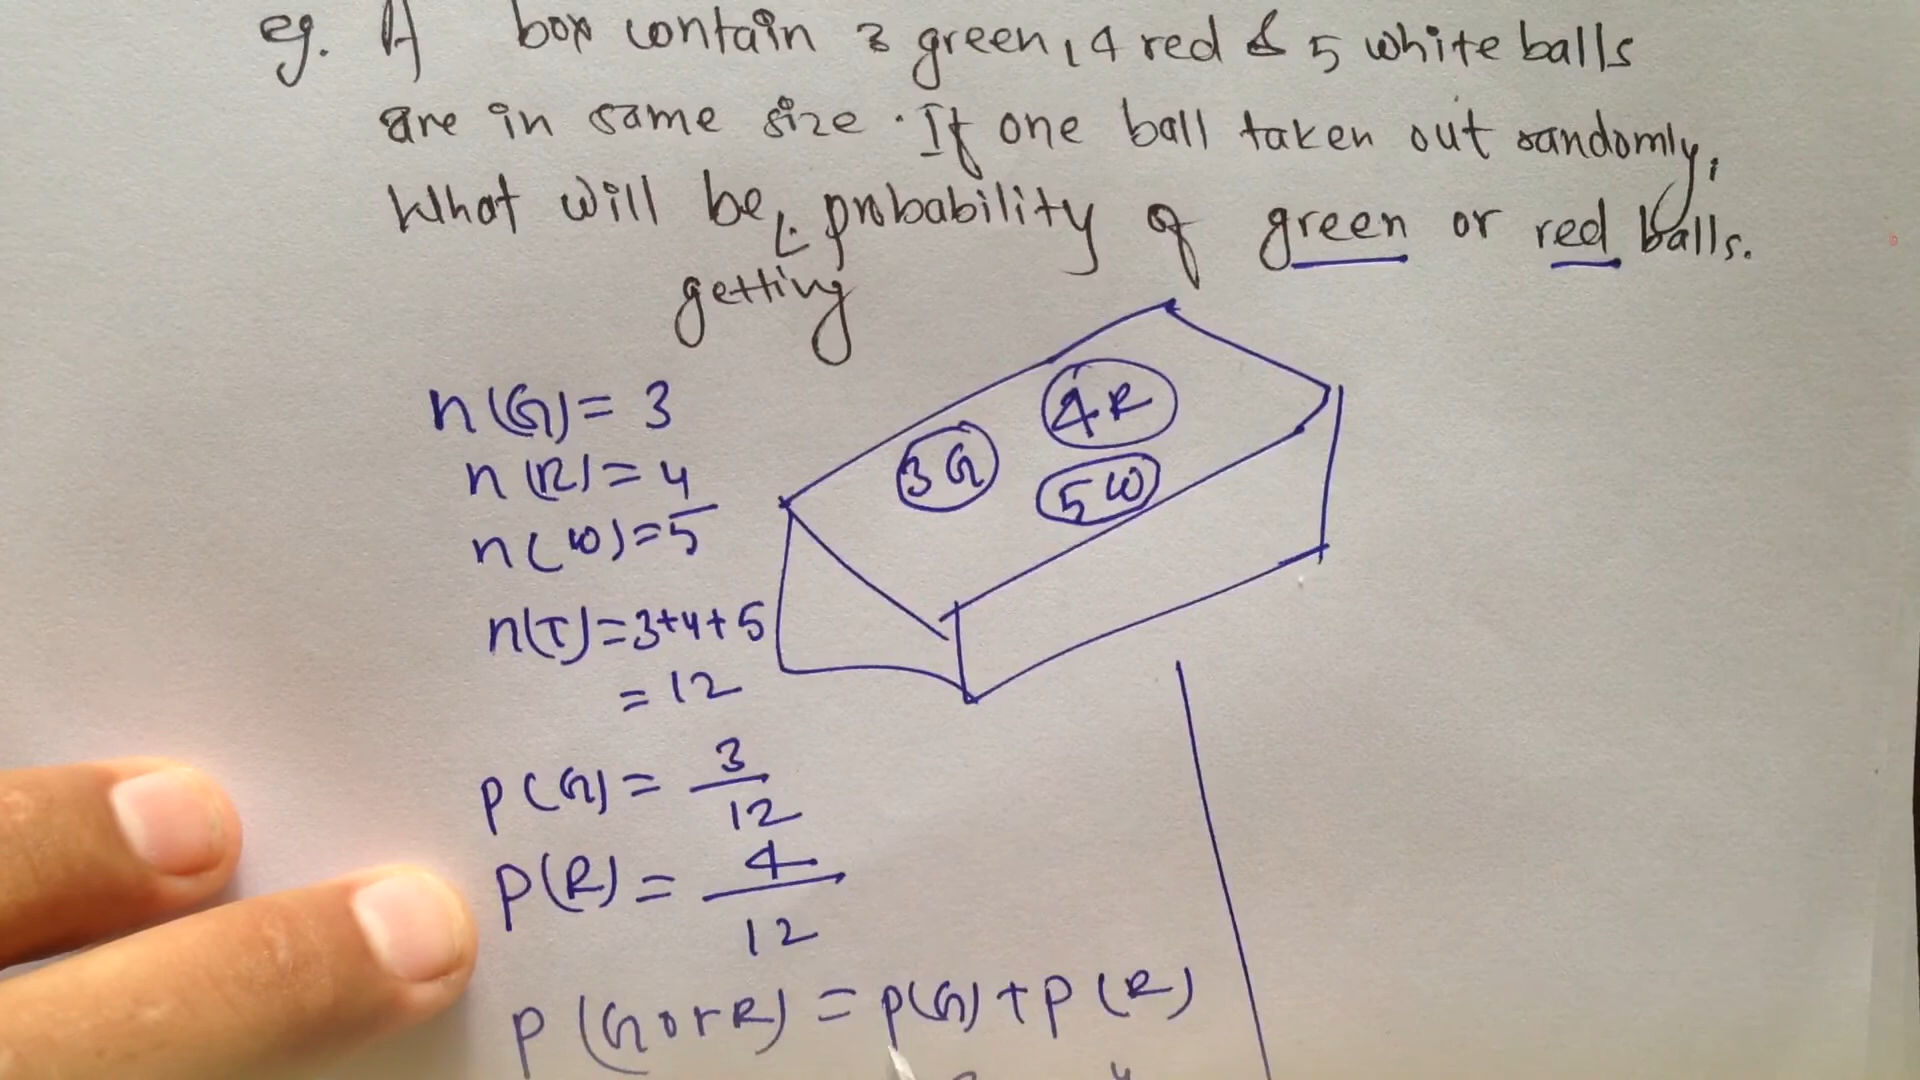 eg. A box contain 3 green, 4 red & 5 white balls
are in same size. If one ball taken out randomly,
What will be probability of green or red balls.
getting
4R
3G
5W
n(G) = 3
n(R) = 4
n(W) = 5
n(T) = 3+4+5
= 12
P(G) = 3/12
P(R) = 4/12
P(G or R) = P(G) + P(R)